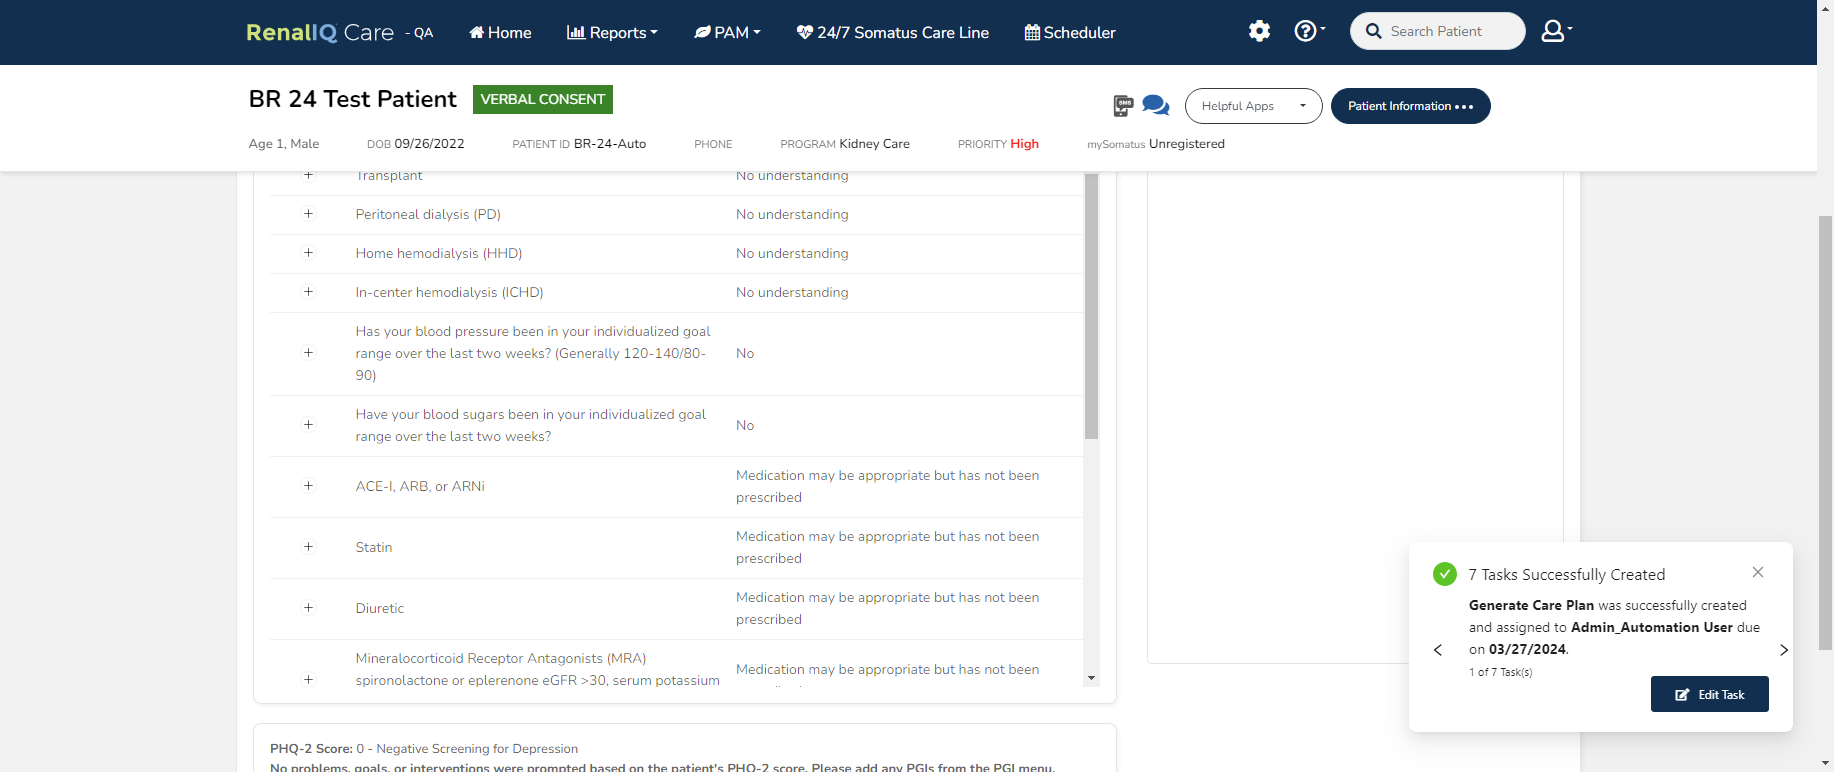 RenalIQ Care - QA Home Reports PAM 24/7 Somatus Care Line Scheduler Search Patient
BR 24 Test Patient VERBAL CONSENT SMS Helpful Apps Patient Information •••
Age 1, Male DOB 09/26/2022 PATIENT ID BR-24-Auto PHONE PROGRAM Kidney Care PRIORITY High mySomatus Unregistered
Transplant No understanding
Peritoneal dialysis (PD) No understanding
Home hemodialysis (HHD) No understanding
In-center hemodialysis (ICHD) No understanding
Has your blood pressure been in your individualized goal
range over the last two weeks? (Generally 120-140/80-
90)
No
Have your blood sugars been in your individualized goal
range over the last two weeks?
No
ACE-I, ARB, or ARNi
Medication may be appropriate but has not been
prescribed
Statin
Medication may be appropriate but has not been
prescribed
Diuretic
Medication may be appropriate but has not been
prescribed
Mineralocorticoid Receptor Antagonists (MRA)
spironolactone or eplerenone eGFR >30, serum potassium
Medication may be appropriate but has not been
PHQ-2 Score: 0 - Negative Screening for Depression
No problems, goals, or interventions were prompted based on the patient's PHQ-2 score. Please add any PGIs from the PGI menu.
7 Tasks Successfully Created
Generate Care Plan was successfully created
and assigned to Admin_Automation User due
on 03/27/2024.
1 of 7 Task(s)
Edit Task